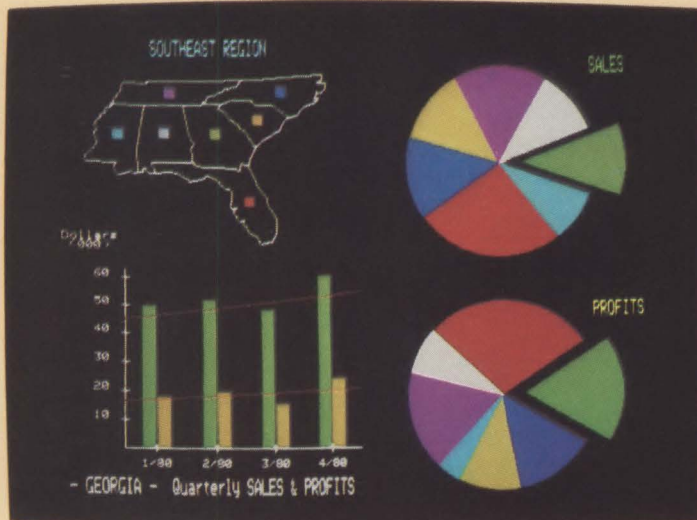 SOUTHEAST REGION
SALES
Dollars
/000/
60
50
40
30
20
10
1/80 2/80 3/80 4/80
- GEORGIA - Quarterly SALES & PROFITS
PROFITS